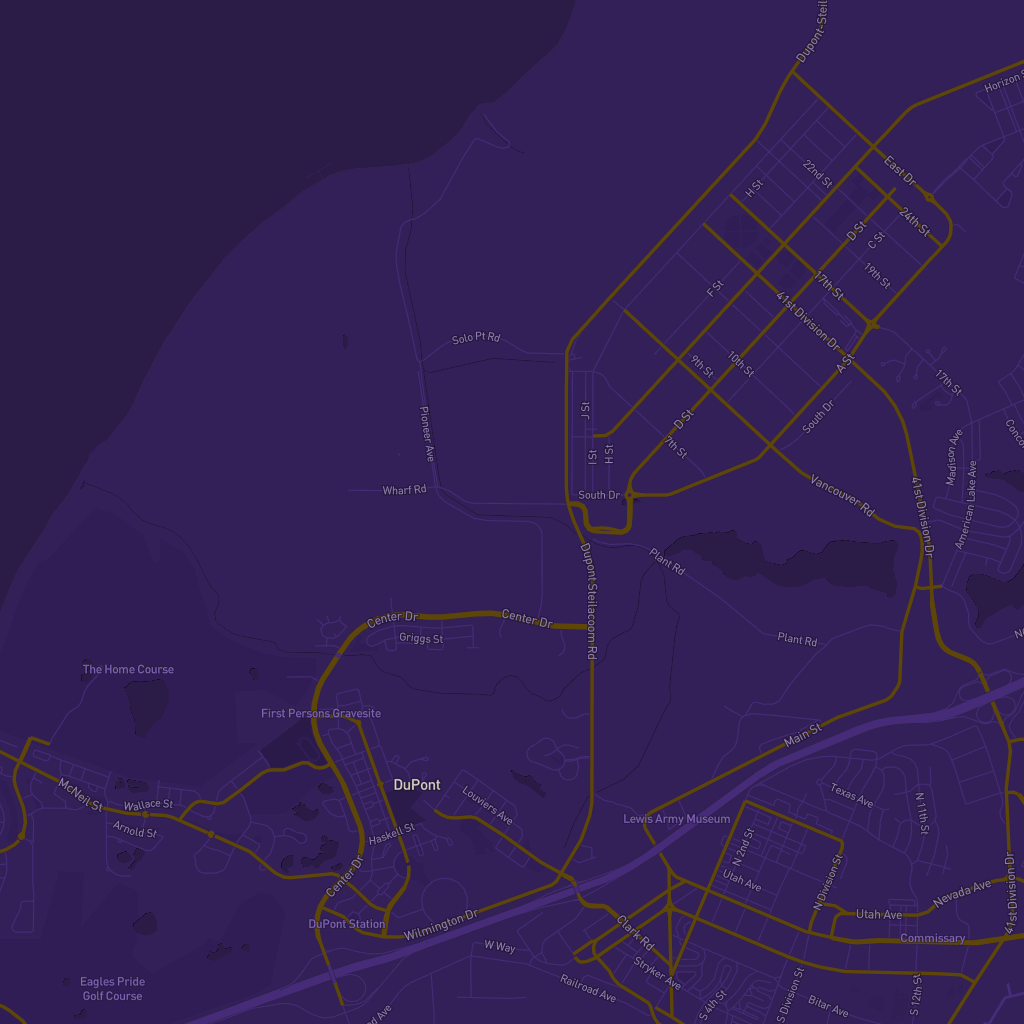 Dupont-Steil
Horizon S
East Dr
22nd St
H St
24th St
D St
C St
19th St
17th St
F St
41st Division Dr
Solo Pt Rd
9th St
10th St
A St
17th St
J St
Pioneer Ave
D St
South Dr
7th St
I St
H St
Madison Ave
Conco
American Lake Ave
Wharf Rd
South Dr
Vancouver Rd
41st Division Dr
Plant Rd
Dupont Steilacoom Rd
Center Dr
Center Dr
Griggs St
Plant Rd
The Home Course
First Persons Gravesite
Main St
DuPont
McNeil St
Wallace St
Louviers Ave
Texas Ave
N 11th St
Arnold St
Haskell St
Lewis Army Museum
N 2nd St
Center Dr
Utah Ave
N Division St
Nevada Ave
41st Division Dr
DuPont Station
Wilmington Dr
Utah Ave
Clark Rd
Commissary
W Way
Eagles Pride
Golf Course
Stryker Ave
Railroad Ave
S 4th St
S Division St
Bitar Ave
S 12th St
d Ave